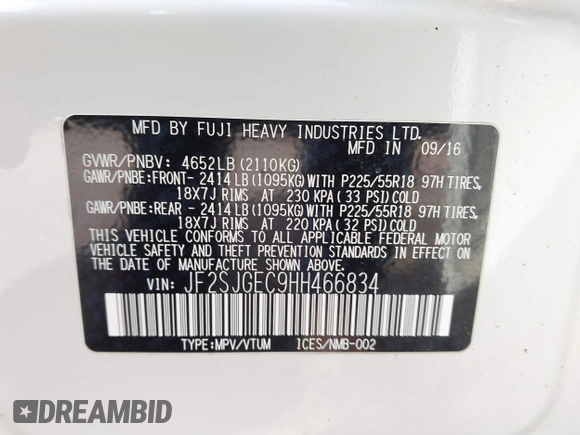 MFD BY FUJI HEAVY INDUSTRIES LTD.
MFD IN 09/16
GVWR/PNBV: 4652LB(2110KG)
GAWR/PNBE:FRONT- 2414LB(1095KG)WITH P225/55R18 97H TIRES,
18X7J RIMS AT 230 KPA(33 PSI)COLD
GAWR/PNBE:REAR - 2414LB(1095KG)WITH P225/55R18 97H TIRES,
18X7J RIMS AT 220 KPA(32 PSI)COLD
THIS VEHICLE CONFORMS TO ALL APPLICABLE FEDERAL MOTOR
VEHICLE SAFETY AND THEFT PREVENTION STANDARDS IN EFFECT
ON THE DATE OF MANUFACTURE SHOWN ABOVE.
VIN: JF2SJGEC9HH466834
TYPE:MPV/VTUM ICES/NMB-002
DREAMBID